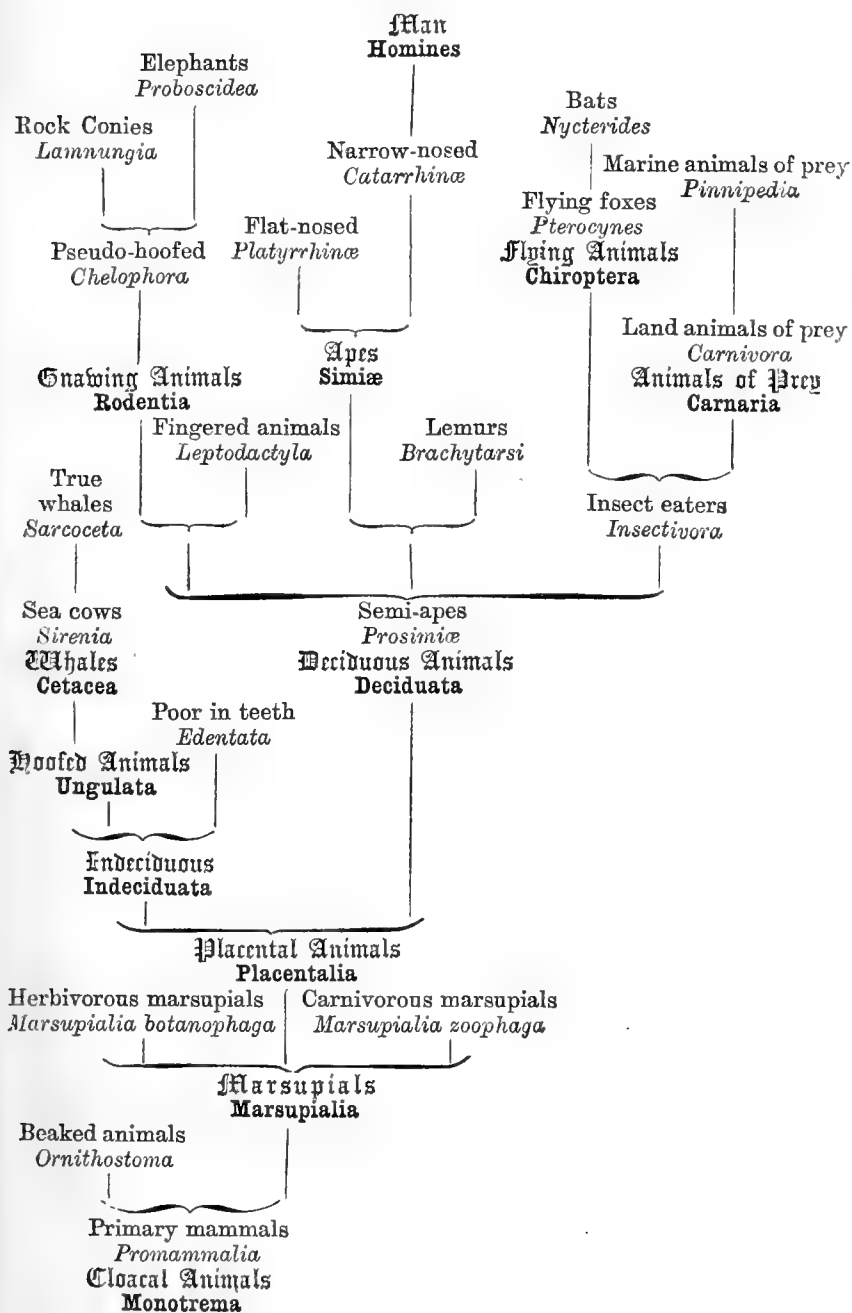 Man
Homines
Elephants
Proboscidea
Bats
Nycterides
Rock Conies
Lamnungia
Narrow-nosed
Catarrhinæ
Marine animals of prey
Pinnipedia
Flying foxes
Pterocynes
Flying Animals
Chiroptera
Flat-nosed
Platyrrhinæ
Pseudo-hoofed
Chelophora
Land animals of prey
Carnivora
Animals of Prey
Carnaria
Apes
Simiæ
Gnawing Animals
Rodentia
Fingered animals
Leptodactyla
Lemurs
Brachytarsi
True
whales
Sarcoceta
Insect eaters
Insectivora
Sea cows
Sirenia
Whales
Cetacea
Semi-apes
Prosimiæ
Deciduous Animals
Deciduata
Poor in teeth
Edentata
Hoofed Animals
Ungulata
Indeciduous
Indeciduata
Placental Animals
Placentalia
Herbivorous marsupials
Marsupialia botanophaga
Carnivorous marsupials
Marsupialia zoophaga
Marsupials
Marsupialia
Beaked animals
Ornithostoma
Primary mammals
Promammalia
Cloacal Animals
Monotrema